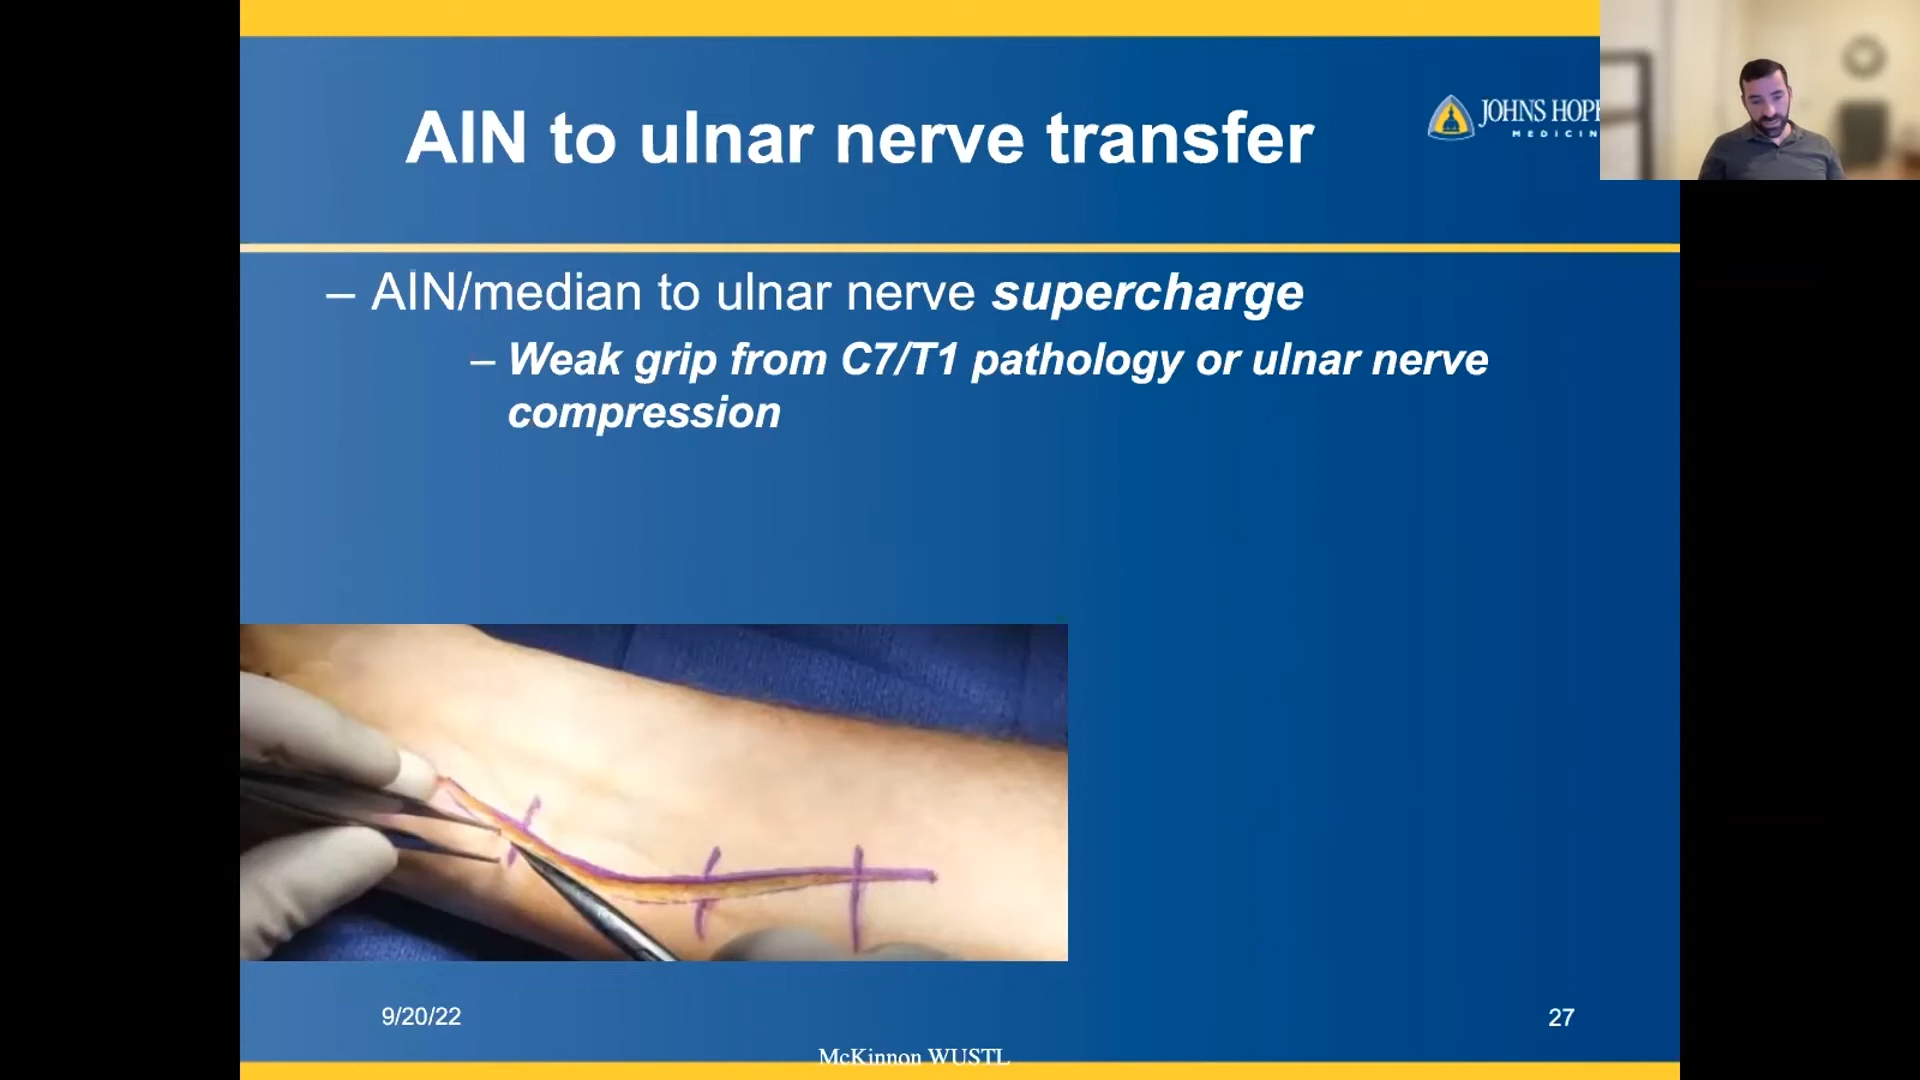 AIN to ulnar nerve transfer
JOHNS HOP
MEDICIN
– AIN/median to ulnar nerve supercharge
– Weak grip from C7/T1 pathology or ulnar nerve
compression
9/20/22
27
McKinnon WUSTL